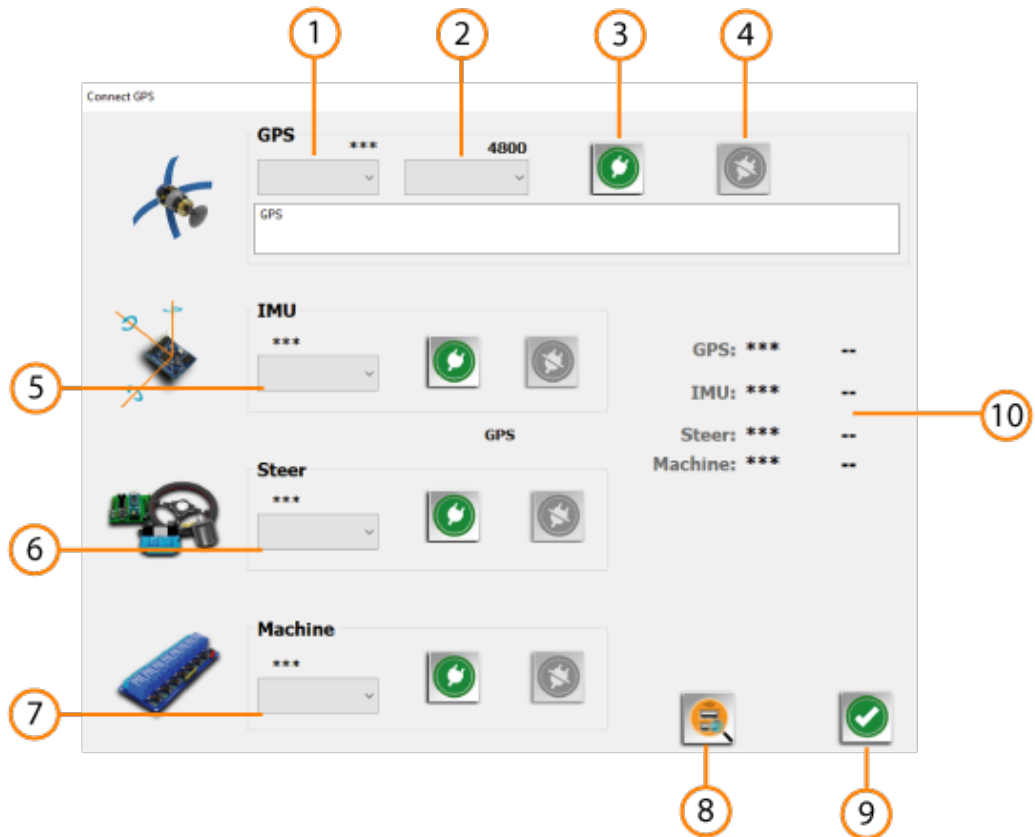 1 2 3 4
Connect GPS
GPS
*** 4800
GPS
IMU
***
5
GPS: *** --
IMU: *** --
10
GPS
Steer: *** --
Steer
Machine: *** --
***
6
Machine
***
7
8 9